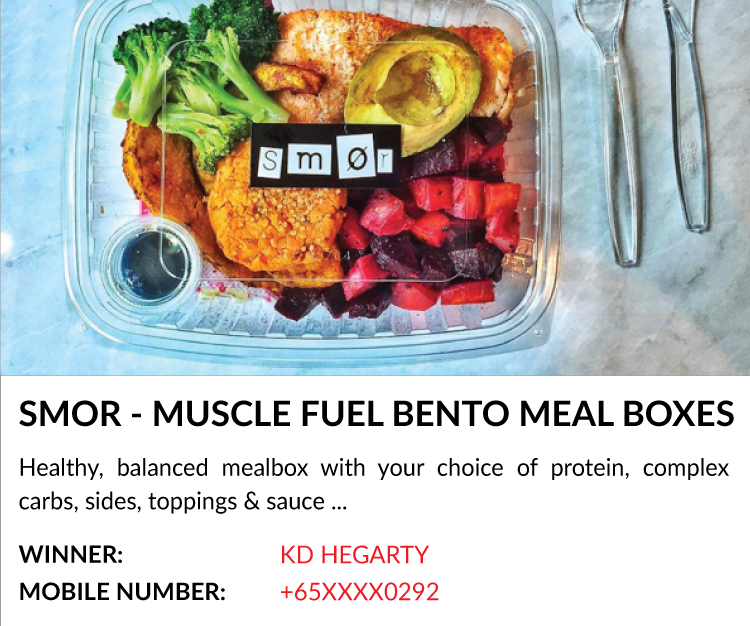 smør
SMOR - MUSCLE FUEL BENTO MEAL BOXES
Healthy, balanced mealbox with your choice of protein, complex
carbs, sides, toppings & sauce ...
WINNER: KD HEGARTY
MOBILE NUMBER: +65XXXX0292